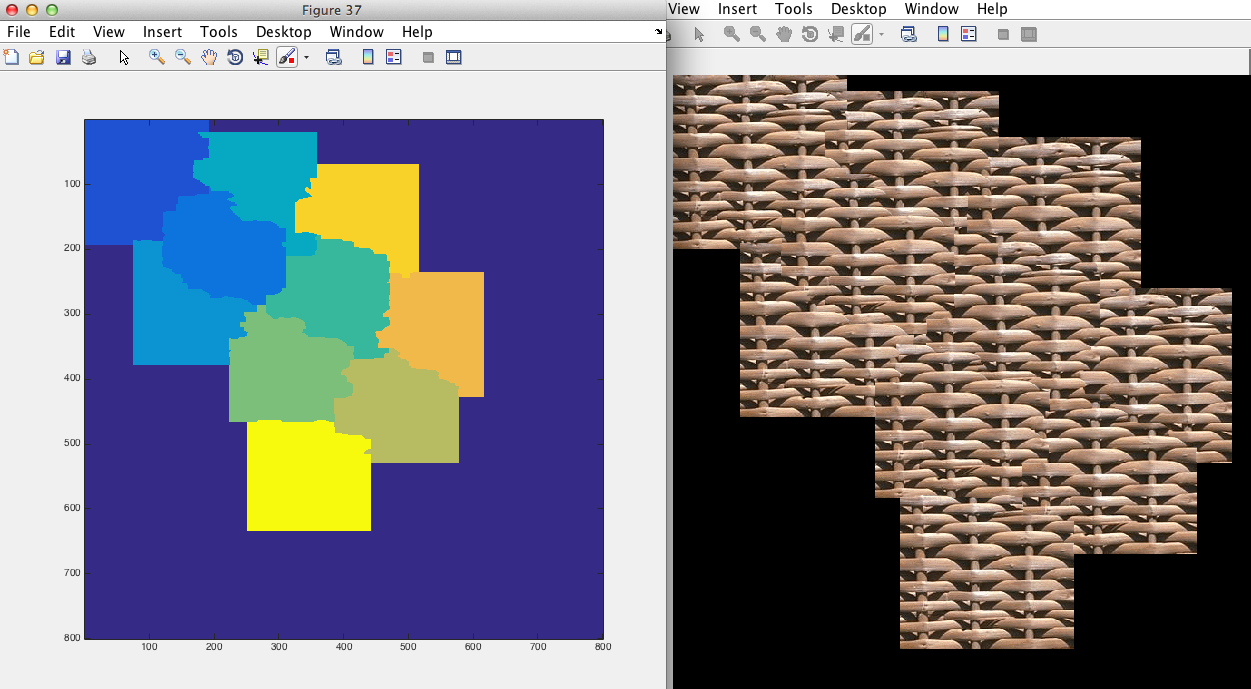 Figure 37
File Edit View Insert Tools Desktop Window Help
View Insert Tools Desktop Window Help
100
200
300
400
500
600
700
800
100 200 300 400 500 600 700 800